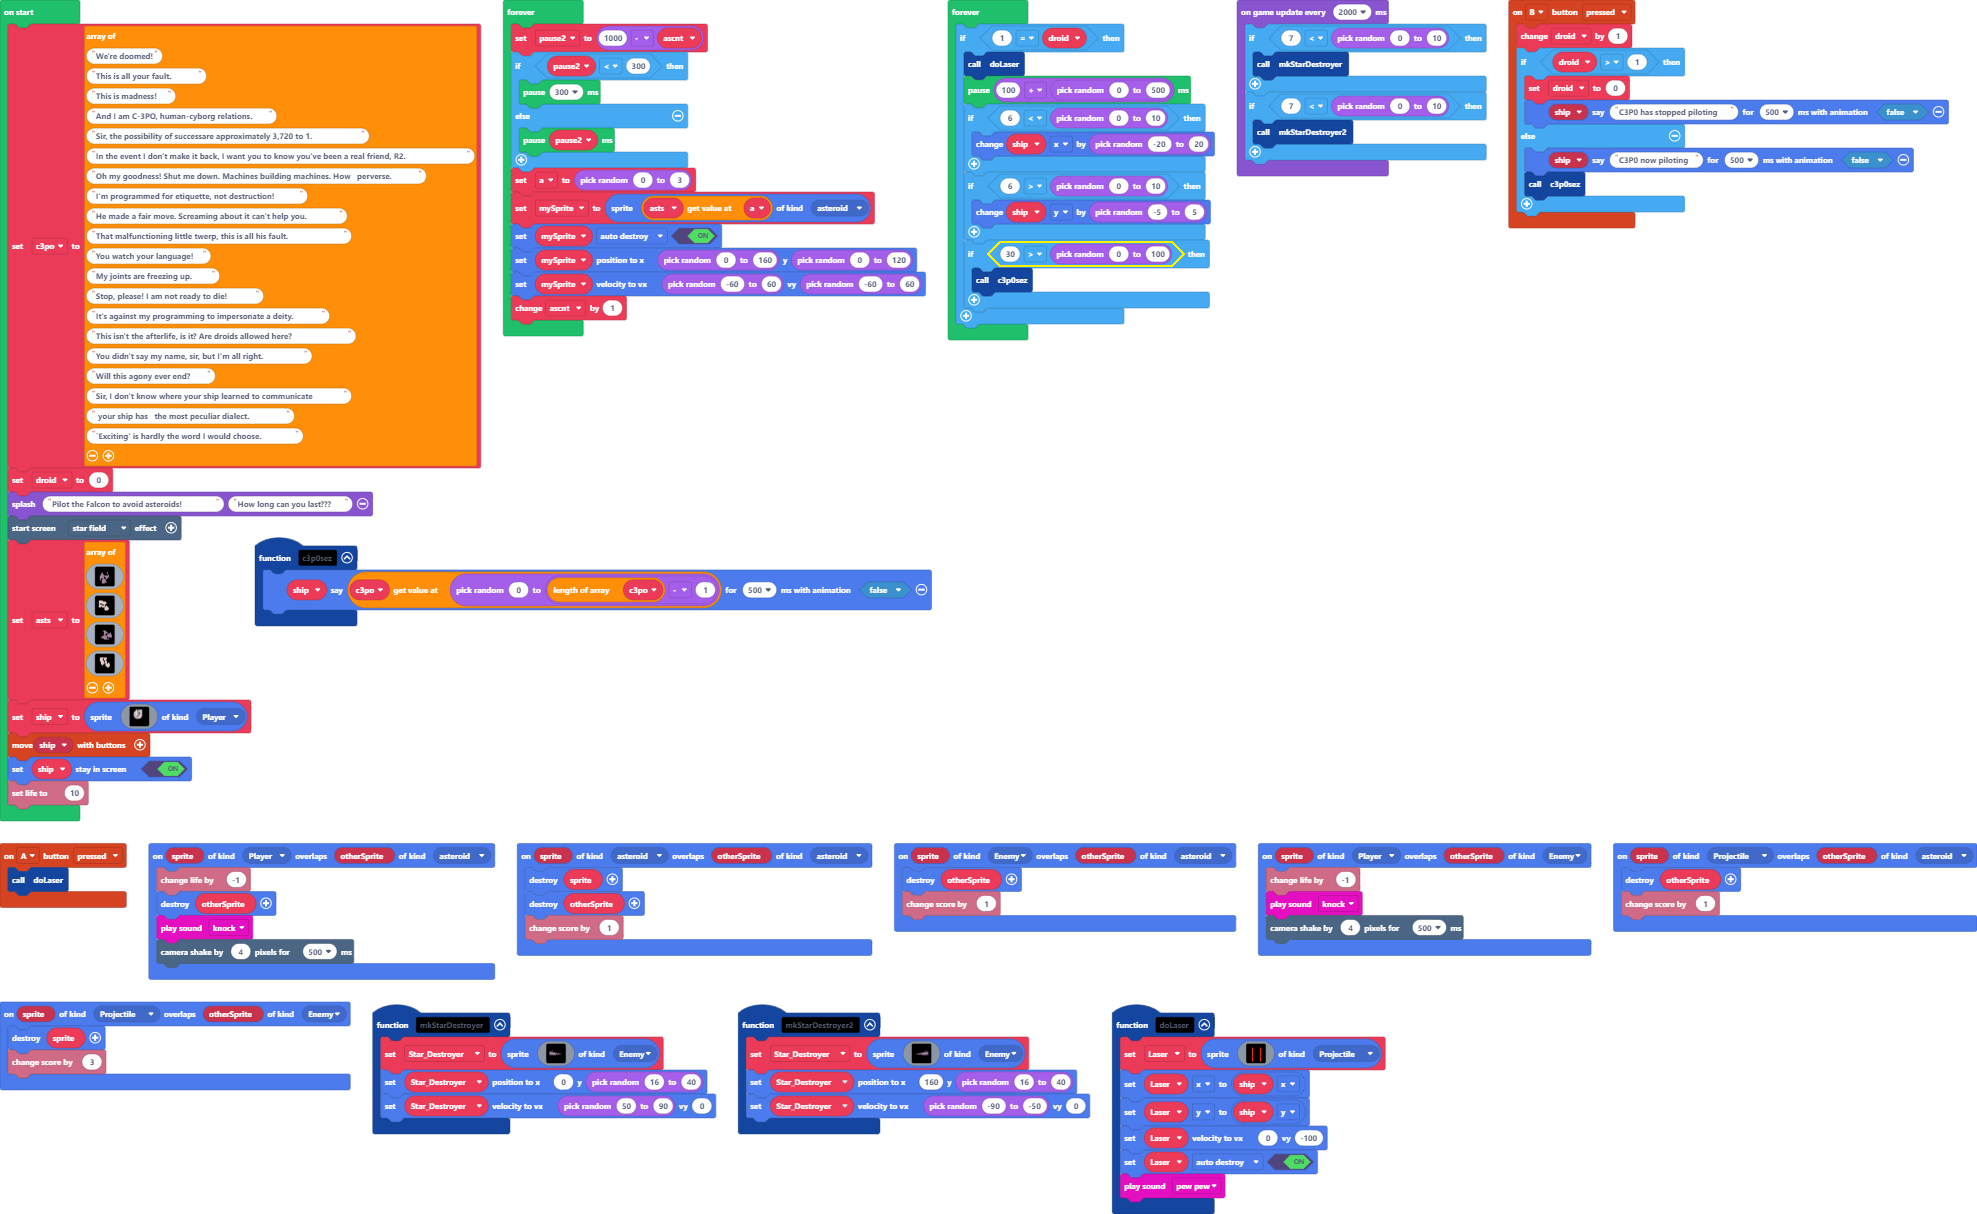 on start
set c3po to
array of
"We're doomed!"
"This is all your fault."
"This is madness!"
"And I am C-3PO, human-cyborg relations."
"Sir, the possibility of successare approximately 3,720 to 1."
"In the event I don't make it back, I want you to know you've been a real friend, R2."
"Oh my goodness! Shut me down. Machines building machines. How perverse."
"I'm programmed for etiquette, not destruction!"
"He made a fair move. Screaming about it can't help you."
"That malfunctioning little twerp, this is all his fault."
"You watch your language!"
"My joints are freezing up."
"Stop, please! I am not ready to die!"
"It's against my programming to impersonate a deity."
"This isn't the afterlife, is it? Are droids allowed here?"
"You didn't say my name, sir, but I'm all right."
"Will this agony ever end?"
"Sir, I don't know where your ship learned to communicate"
"your ship has the most peculiar dialect."
"'Exciting' is hardly the word I would choose."
set droid to 0
splash "Pilot the Falcon to avoid asteroids!" "How long can you last???"
start screen star field effect
set asts to
array of
set ship to sprite of kind Player
move ship with buttons
set ship stay in screen ON
set life to 10
forever
set pause2 to 1000 - ascnt
if pause2 < 300 then
pause 300 ms
else
pause pause2 ms
set a to pick random 0 to 3
set mySprite to sprite asts get value at a of kind asteroid
set mySprite auto destroy ON
set mySprite position to x pick random 0 to 160 y pick random 0 to 120
set mySprite velocity to vx pick random -60 to 60 vy pick random -60 to 60
change ascnt by 1
forever
if 1 = droid then
call doLaser
pause 100 + pick random 0 to 500 ms
if 6 < pick random 0 to 10 then
change ship x by pick random -20 to 20
if 6 > pick random 0 to 10 then
change ship y by pick random -5 to 5
if 30 > pick random 0 to 100 then
call c3p0sez
on game update every 2000 ms
if 7 < pick random 0 to 10 then
call mkStarDestroyer
if 7 < pick random 0 to 10 then
call mkStarDestroyer2
on B button pressed
change droid by 1
if droid > 1 then
set droid to 0
ship say "C3P0 has stopped piloting" for 500 ms with animation false
else
ship say "C3P0 now piloting" for 500 ms with animation false
call c3p0sez
function c3p0sez
ship say c3po get value at pick random 0 to length of array c3po - 1 for 500 ms with animation false
on A button pressed
call doLaser
on sprite of kind Player overlaps otherSprite of kind asteroid
change life by -1
destroy otherSprite
play sound knock
camera shake by 4 pixels for 500 ms
on sprite of kind asteroid overlaps otherSprite of kind asteroid
destroy sprite
destroy otherSprite
change score by 1
on sprite of kind Enemy overlaps otherSprite of kind asteroid
destroy otherSprite
change score by 1
on sprite of kind Player overlaps otherSprite of kind Enemy
change life by -1
play sound knock
camera shake by 4 pixels for 500 ms
on sprite of kind Projectile overlaps otherSprite of kind asteroid
destroy otherSprite
change score by 1
on sprite of kind Projectile overlaps otherSprite of kind Enemy
destroy sprite
change score by 3
function mkStarDestroyer
set Star_Destroyer to sprite of kind Enemy
set Star_Destroyer position to x 0 y pick random 16 to 40
set Star_Destroyer velocity to vx pick random 50 to 90 vy 0
function mkStarDestroyer2
set Star_Destroyer to sprite of kind Enemy
set Star_Destroyer position to x 160 y pick random 16 to 40
set Star_Destroyer velocity to vx pick random -90 to -50 vy 0
function doLaser
set Laser to sprite of kind Projectile
set Laser x to ship x
set Laser y to ship y
set Laser velocity to vx 0 vy -100
set Laser auto destroy ON
play sound pew pew